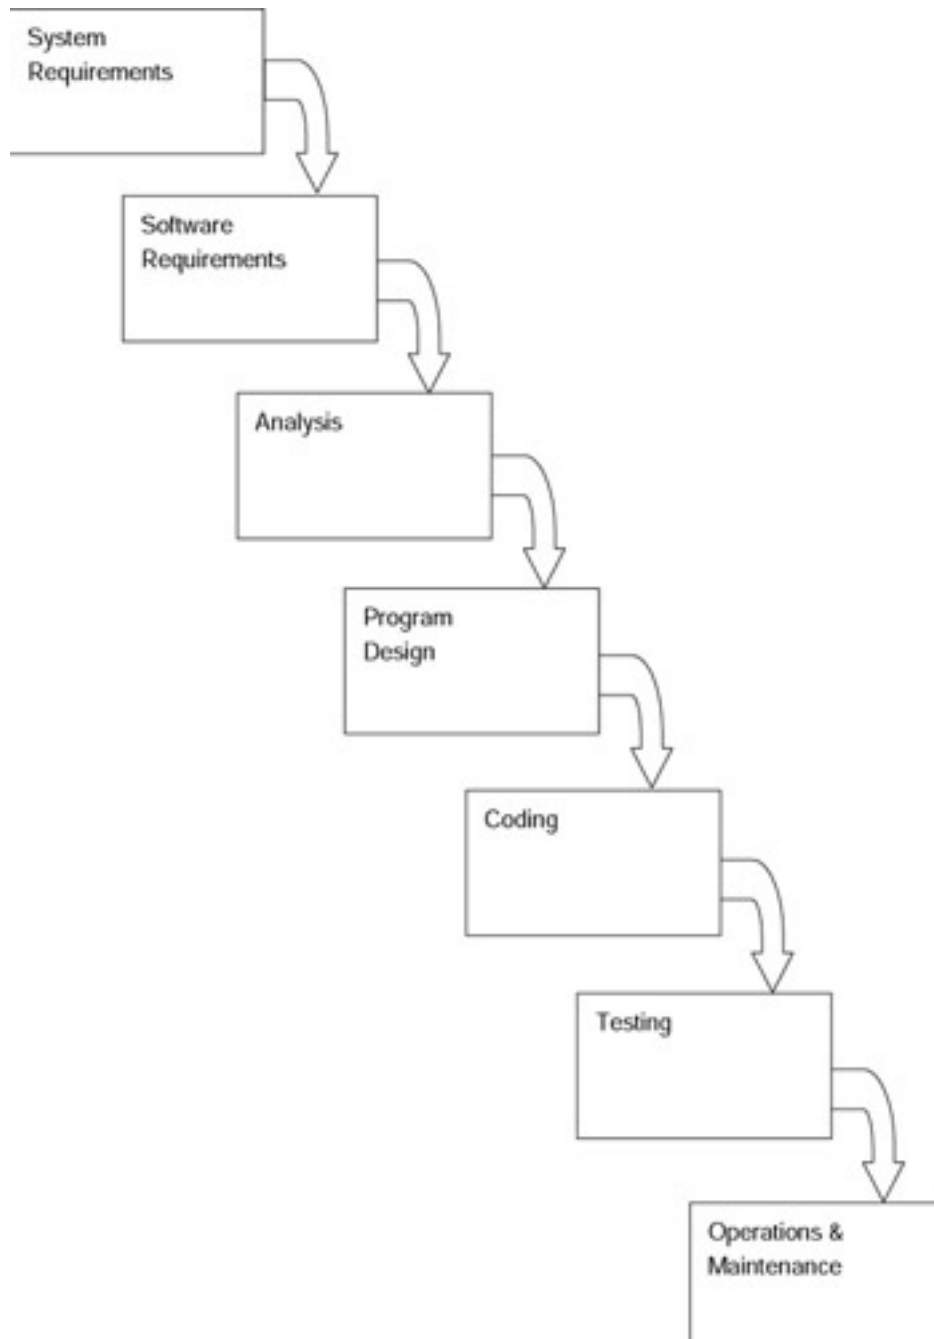 System
Requirements
Software
Requirements
Analysis
Program
Design
Coding
Testing
Operations &
Maintenance